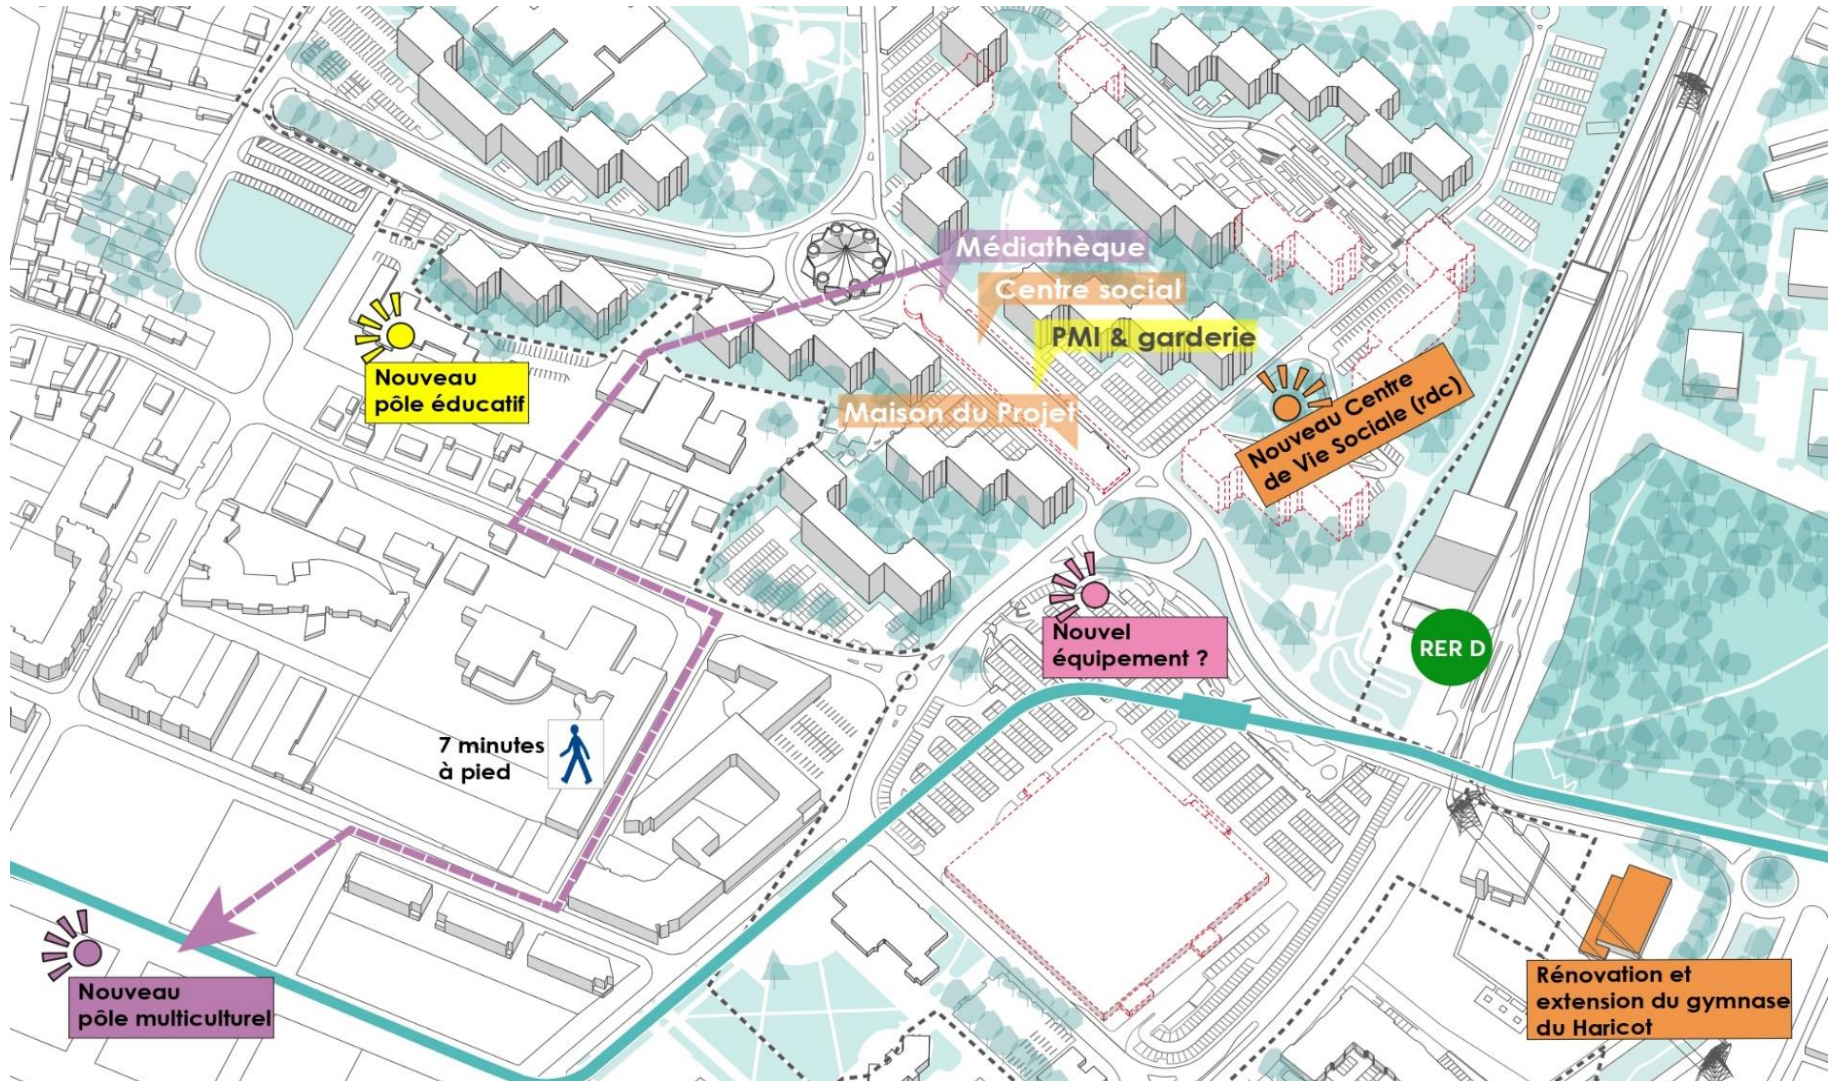 Médiathèque
Centre social
PMI & garderie
Nouveau
pôle éducatif
Maison du Projet
Nouveau Centre
de Vie Sociale (rdc)
Nouvel
équipement ?
RER D
7 minutes
à pied
Nouveau
pôle multiculturel
Rénovation et
extension du gymnase
du Haricot